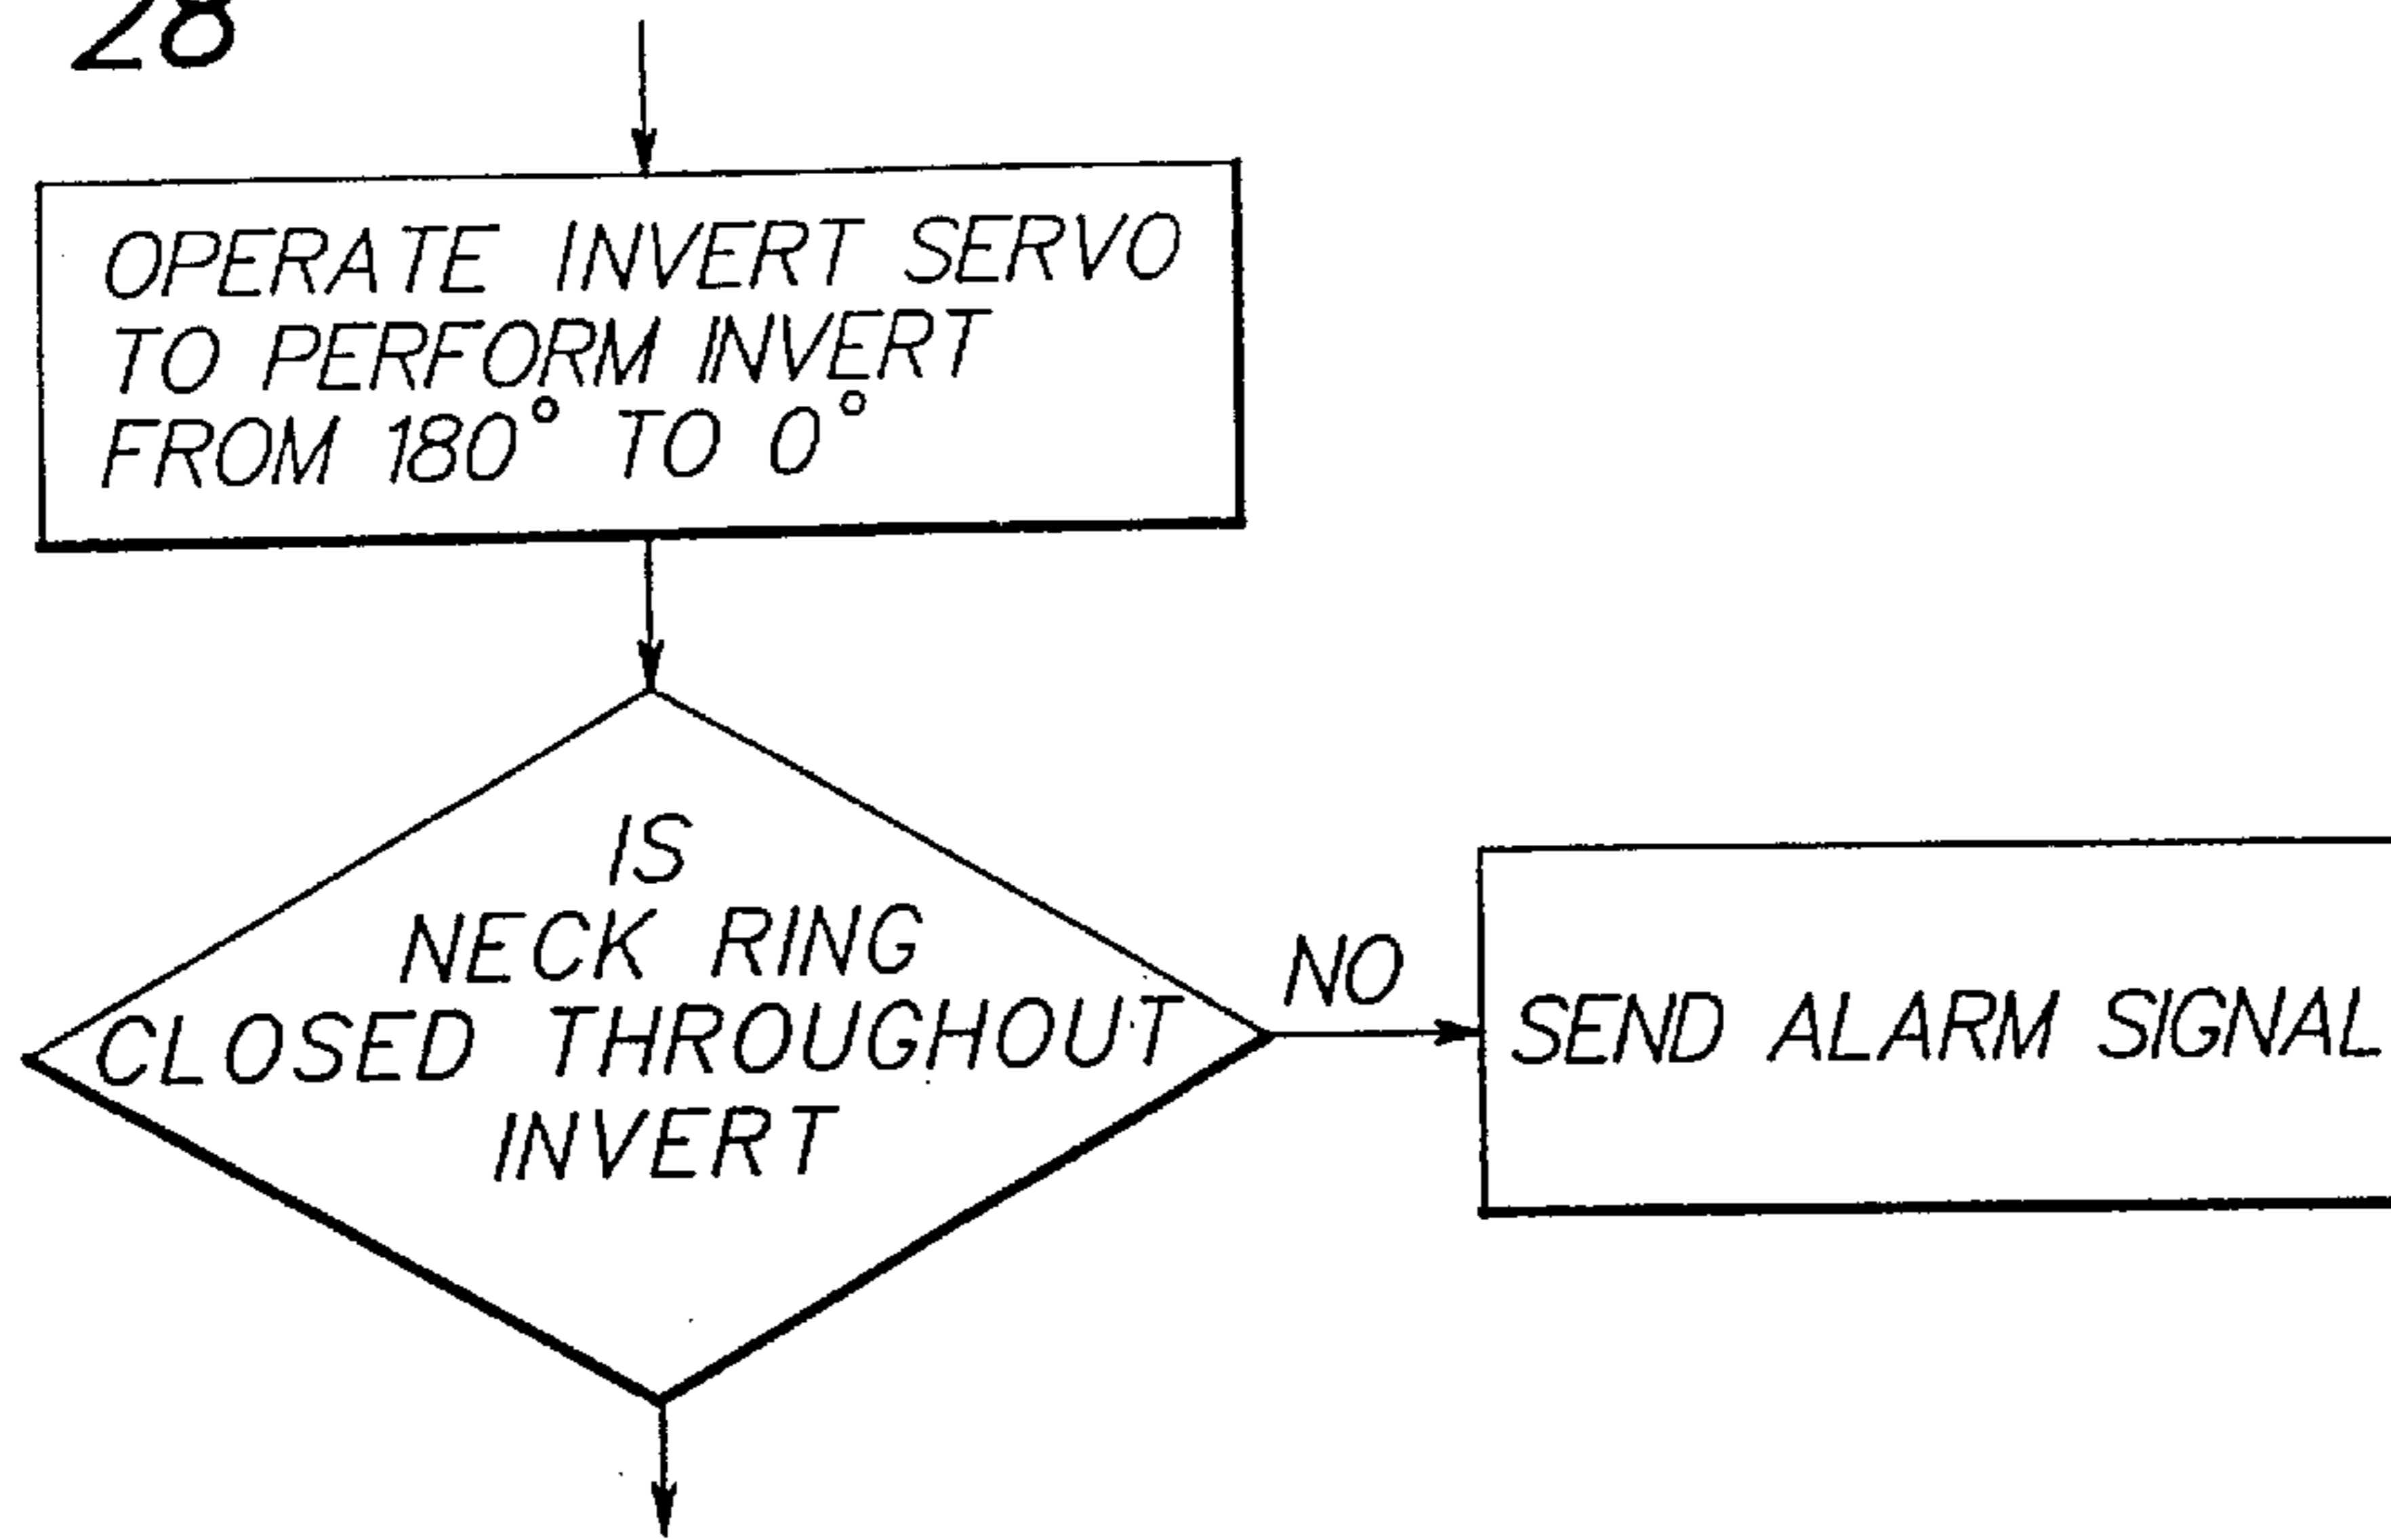 28
OPERATE INVERT SERVO
TO PERFORM INVERT
FROM 180° TO 0°
IS
NECK RING
CLOSED THROUGHOUT
INVERT
NO
SEND ALARM SIGNAL